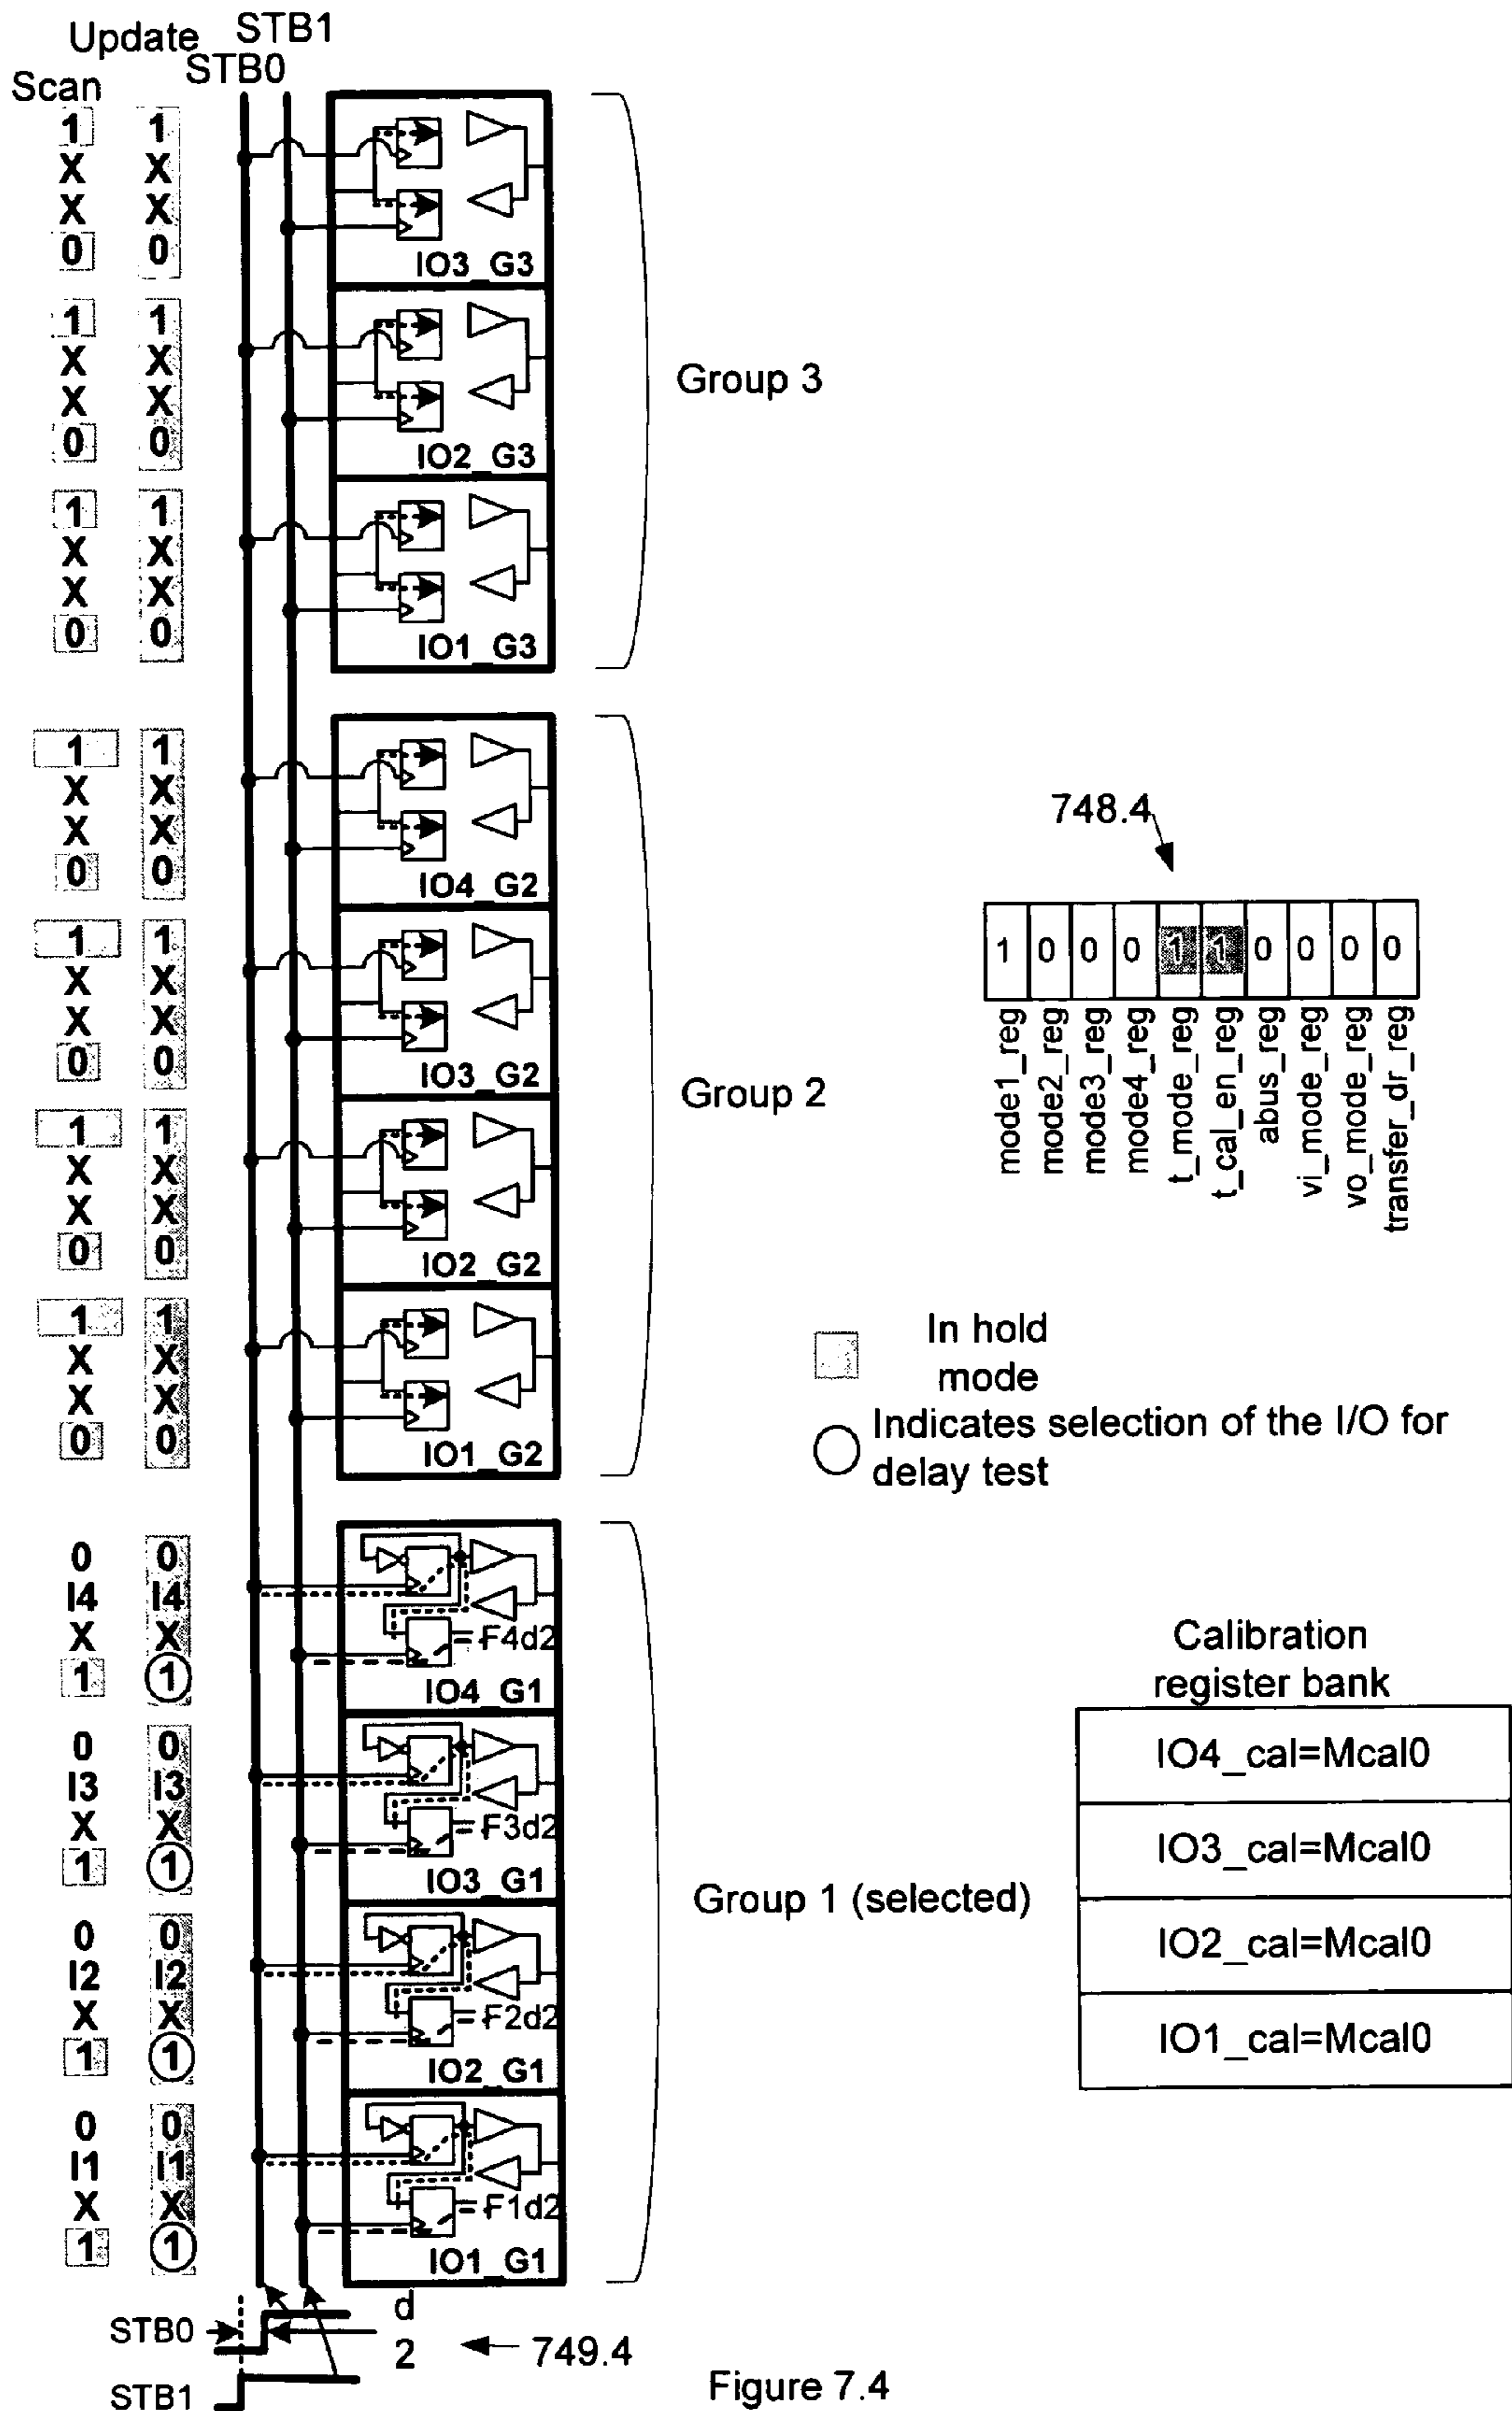 Update
STB1
STB0
Scan
1 1
X X
X X
0 0
IO3_G3
1 1
X X
X X
0 0
IO2_G3
1 1
X X
X X
0 0
IO1_G3
Group 3
1 1
X X
X X
0 0
IO4_G2
1 1
X X
X X
0 0
IO3_G2
1 1
X X
X X
0 0
IO2_G2
1 1
X X
X X
0 0
IO1_G2
Group 2
748.4
1 0 0 0 1 1 0 0 0 0
mode1_reg
mode2_reg
mode3_reg
mode4_reg
t_mode_reg
t_cal_en_reg
abus_reg
vi_mode_reg
vo_mode_reg
transfer_dr_reg
In hold
mode
Indicates selection of the I/O for
delay test
0 0
I4 I4
X X
1 1
F4d2
IO4_G1
0 0
I3 I3
X X
1 1
F3d2
IO3_G1
0 0
I2 I2
X X
1 1
F2d2
IO2_G1
0 0
I1 I1
X X
1 1
F1d2
IO1_G1
Group 1 (selected)
Calibration
register bank
IO4_cal=Mcal0
IO3_cal=Mcal0
IO2_cal=Mcal0
IO1_cal=Mcal0
STB0
d
2
749.4
STB1
Figure 7.4